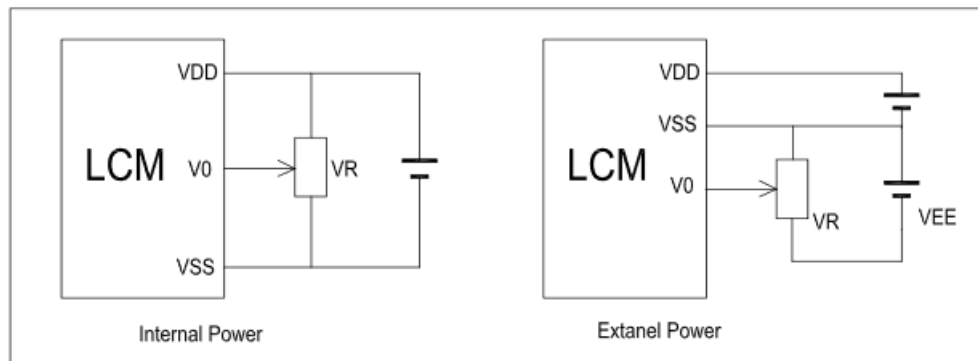 VDD
LCM
V0
VR
VSS
Internal Power
VDD
VSS
LCM
V0
VR
VEE
Extanel Power